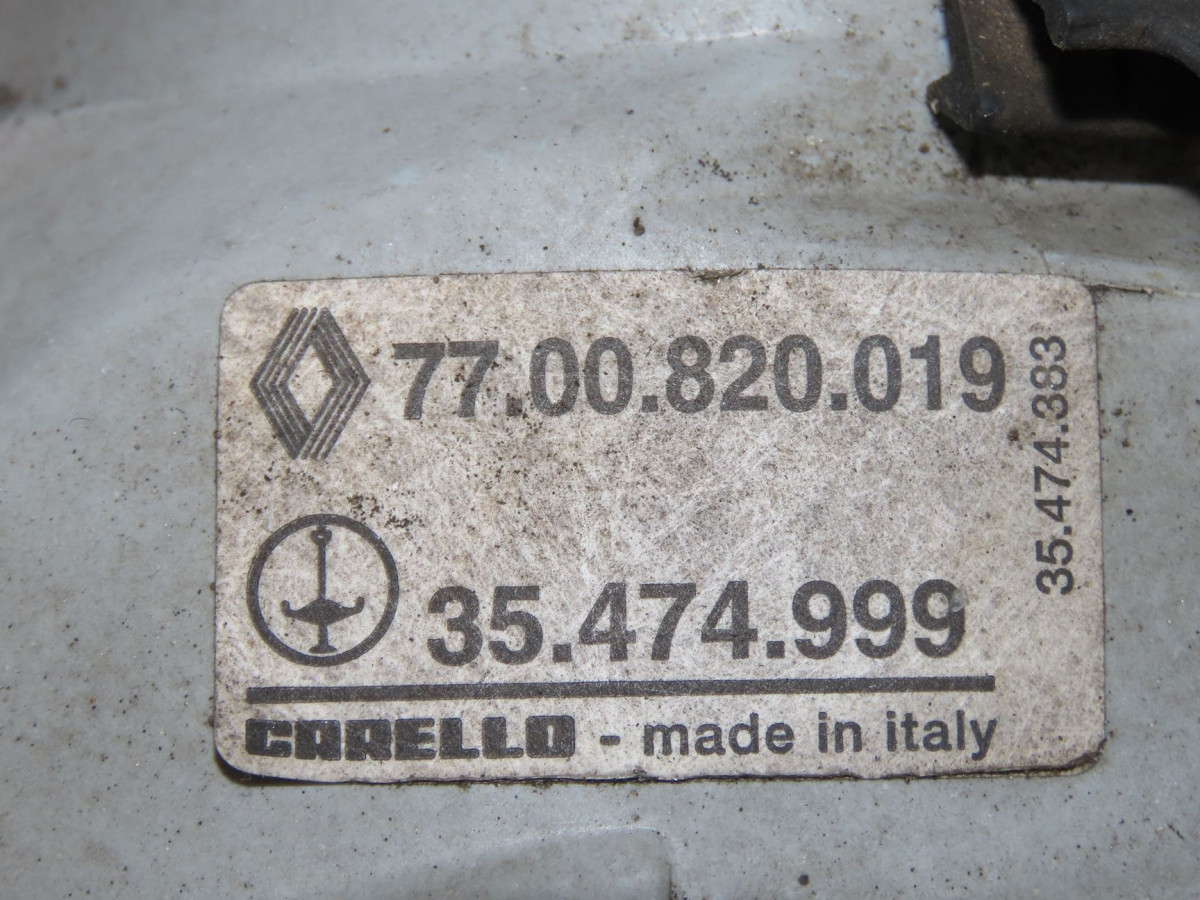 77.00.820.019
35.474.383
35.474.999
CARELLO - made in italy